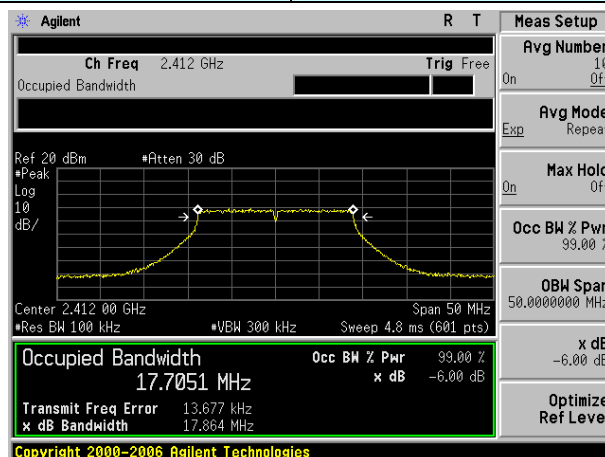 Agilent R T
Ch Freq 2.412 GHz Trig Free
Occupied Bandwidth
Ref 20 dBm #Atten 30 dB
#Peak
Log
10
dB/
Center 2.412 00 GHz Span 50 MHz
#Res BW 100 kHz #VBW 300 kHz Sweep 4.8 ms (601 pts)
Occupied Bandwidth Occ BW % Pwr 99.00 %
17.7051 MHz x dB -6.00 dB
Transmit Freq Error 13.677 kHz
x dB Bandwidth 17.864 MHz
Copyright 2000-2006 Agilent Technologies
Meas Setup
Avg Number
10
On Of
Avg Mode
Exp Repea
Max Hold
On Of
Occ BW % Pwr
99.00 %
OBW Span
50.0000000 MHz
x dB
-6.00 dB
Optimize
Ref Leve